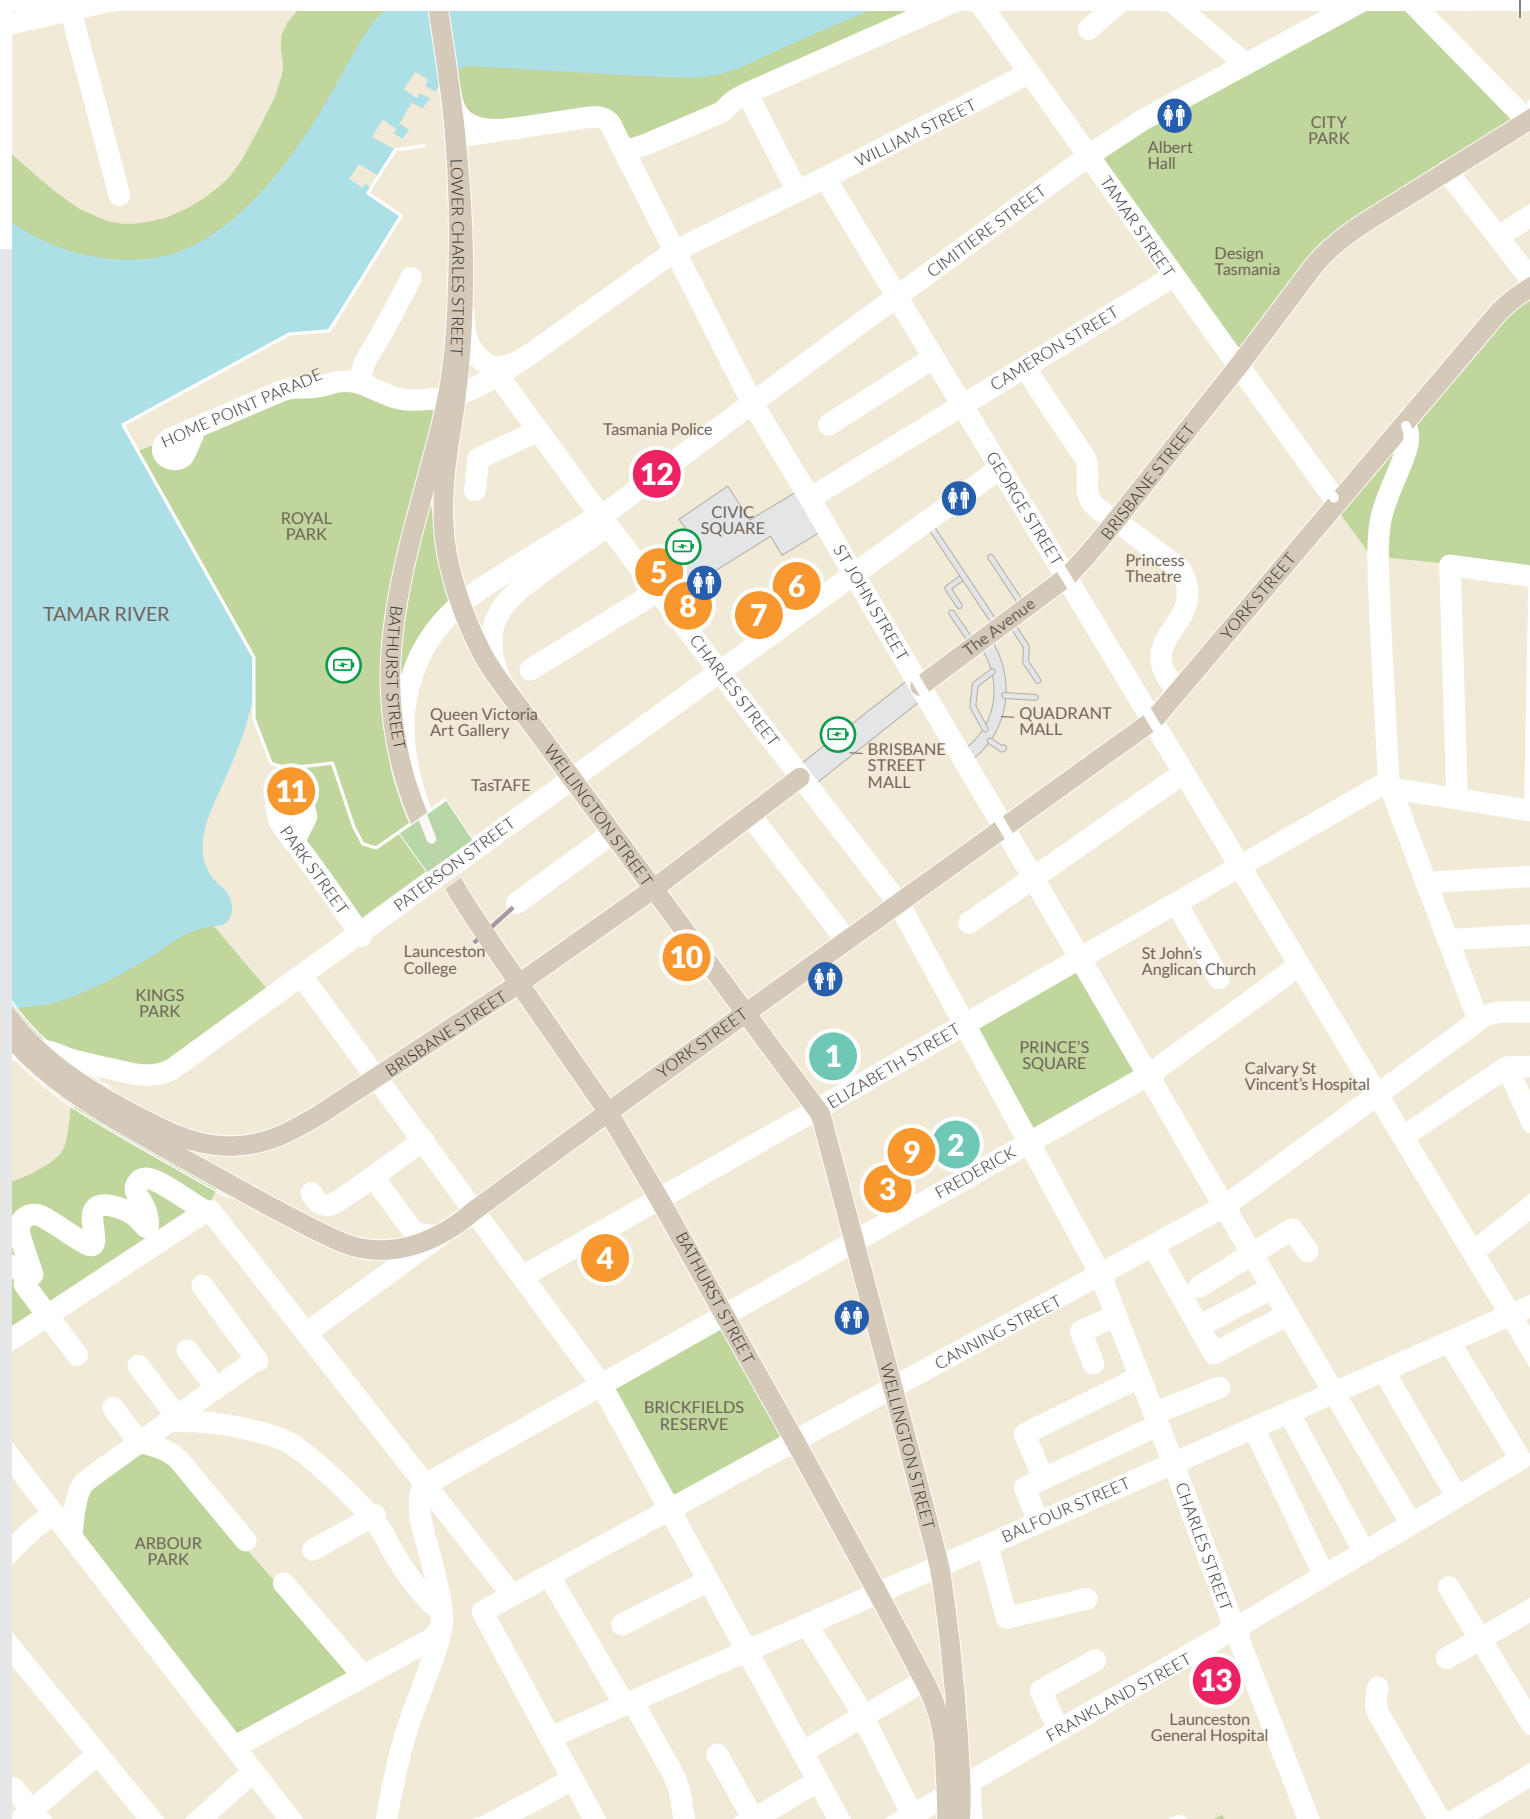 WILLIAM STREET
CITY
PARK
Albert
Hall
LOWER CHARLES STREET
CIMITIERE STREET
TAMAR STREET
Design
Tasmania
CAMERON STREET
HOME POINT PARADE
Tasmania Police
12
CIVIC
SQUARE
GEORGE STREET
BRISBANE STREET
ROYAL
PARK
5
6
8
7
ST JOHN STREET
Princess
Theatre
YORK STREET
TAMAR RIVER
BATHURST STREET
CHARLES STREET
The Avenue
Queen Victoria
Art Gallery
QUADRANT
MALL
BRISBANE
STREET
MALL
TasTAFE
WELLINGTON STREET
11
PARK STREET
PATERSON STREET
Launceston
College
10
St John's
Anglican Church
KINGS
PARK
BRISBANE STREET
YORK STREET
1
ELIZABETH STREET
PRINCE'S
SQUARE
Calvary St
Vincent's Hospital
9
2
3
FREDERICK
4
BATHURST STREET
CANNING STREET
WELLINGTON STREET
BRICKFIELDS
RESERVE
BALFOUR STREET
CHARLES STREET
ARBOUR
PARK
FRANKLAND STREET
13
Launceston
General Hospital